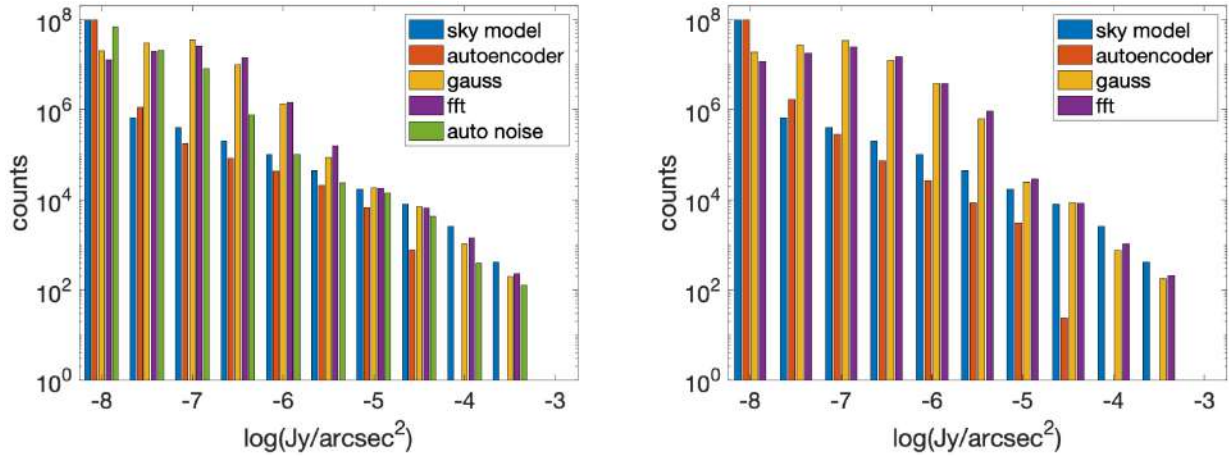 10^8
10^6
10^4
10^2
10^0
counts
-8
-7
-6
-5
-4
-3
log(Jy/arcsec^2)
sky model
autoencoder
gauss
fft
auto noise
10^8
10^6
10^4
10^2
10^0
counts
-8
-7
-6
-5
-4
-3
log(Jy/arcsec^2)
sky model
autoencoder
gauss
fft